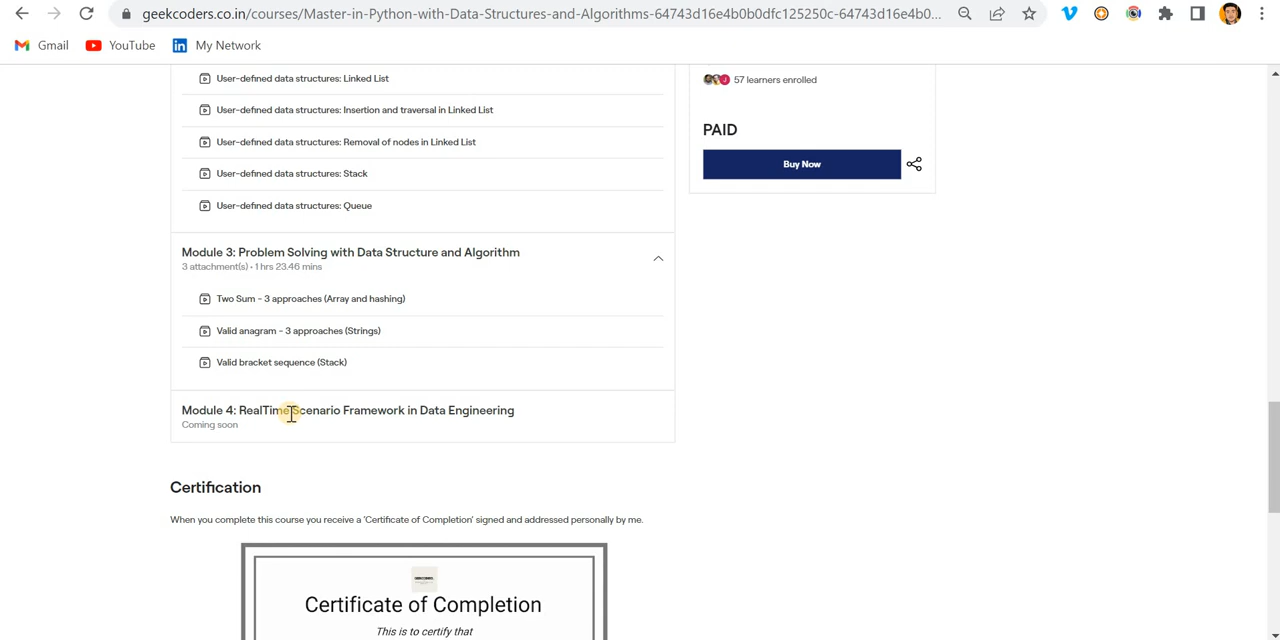 geekcoders.co.in/courses/Master-in-Python-with-Data-Structures-and-Algorithms-64743d16e4b0b0dfc125250c-64743d16e4b0...
Gmail YouTube My Network
User-defined data structures: Linked List
User-defined data structures: Insertion and traversal in Linked List
User-defined data structures: Removal of nodes in Linked List
User-defined data structures: Stack
User-defined data structures: Queue
57 learners enrolled
PAID
Buy Now
Module 3: Problem Solving with Data Structure and Algorithm
3 attachment(s) • 1 hrs 23.46 mins
Two Sum - 3 approaches (Array and hashing)
Valid anagram - 3 approaches (Strings)
Valid bracket sequence (Stack)
Module 4: RealTime Scenario Framework in Data Engineering
Coming soon
Certification
When you complete this course you receive a 'Certificate of Completion' signed and addressed personally by me.
Certificate of Completion
This is to certify that